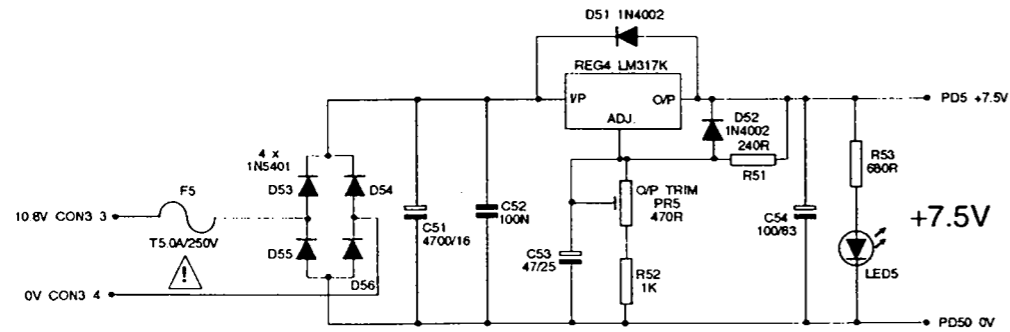 D51 1N4002
REG4 LM317K
I/P
O/P
ADJ.
PD5 +7.5V
D52
1N4002
240R
R51
4 x
1N5401
D53
D54
F5
10.8V CON3 3
T5.0A/250V
D55
D56
0V CON3 4
C51
4700/16
C52
100N
O/P TRIM
PR5
470R
C53
47/25
R52
1K
C54
100/63
R53
680R
+7.5V
LED5
PD50 0V